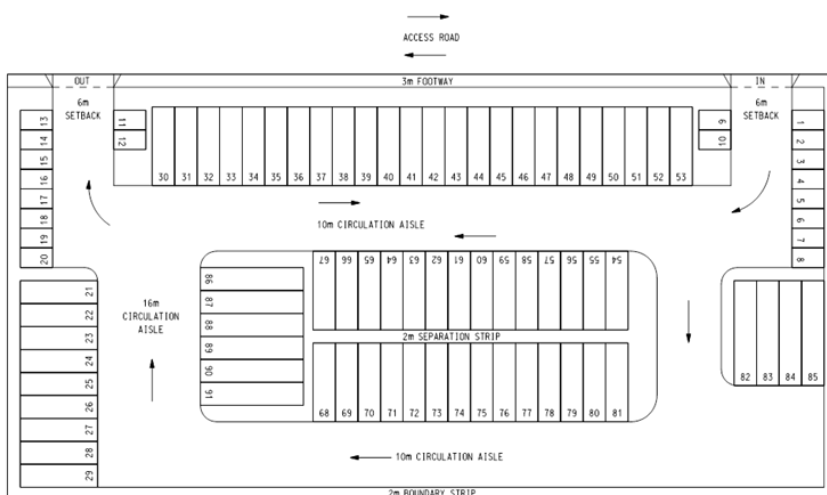 ACCESS ROAD
OUT
3m FOOTWAY
IN
6m
SETBACK
6m
SETBACK
13
14
15
16
17
18
19
20
11
12
30 31 32 33 34 35 36 37 38 39 40 41 42 43 44 45 46 47 48 49 50 51 52 53
9
10
1
2
3
4
5
6
7
8
10m CIRCULATION AISLE
67 66 65 64 63 62 61 60 59 58 57 56 55 54
21
22
23
24
25
26
27
28
29
16m
CIRCULATION
AISLE
86
87
88
89
90
91
2m SEPARATION STRIP
68 69 70 71 72 73 74 75 76 77 78 79 80 81
82 83 84 85
10m CIRCULATION AISLE
2m BOUNDARY STRIP